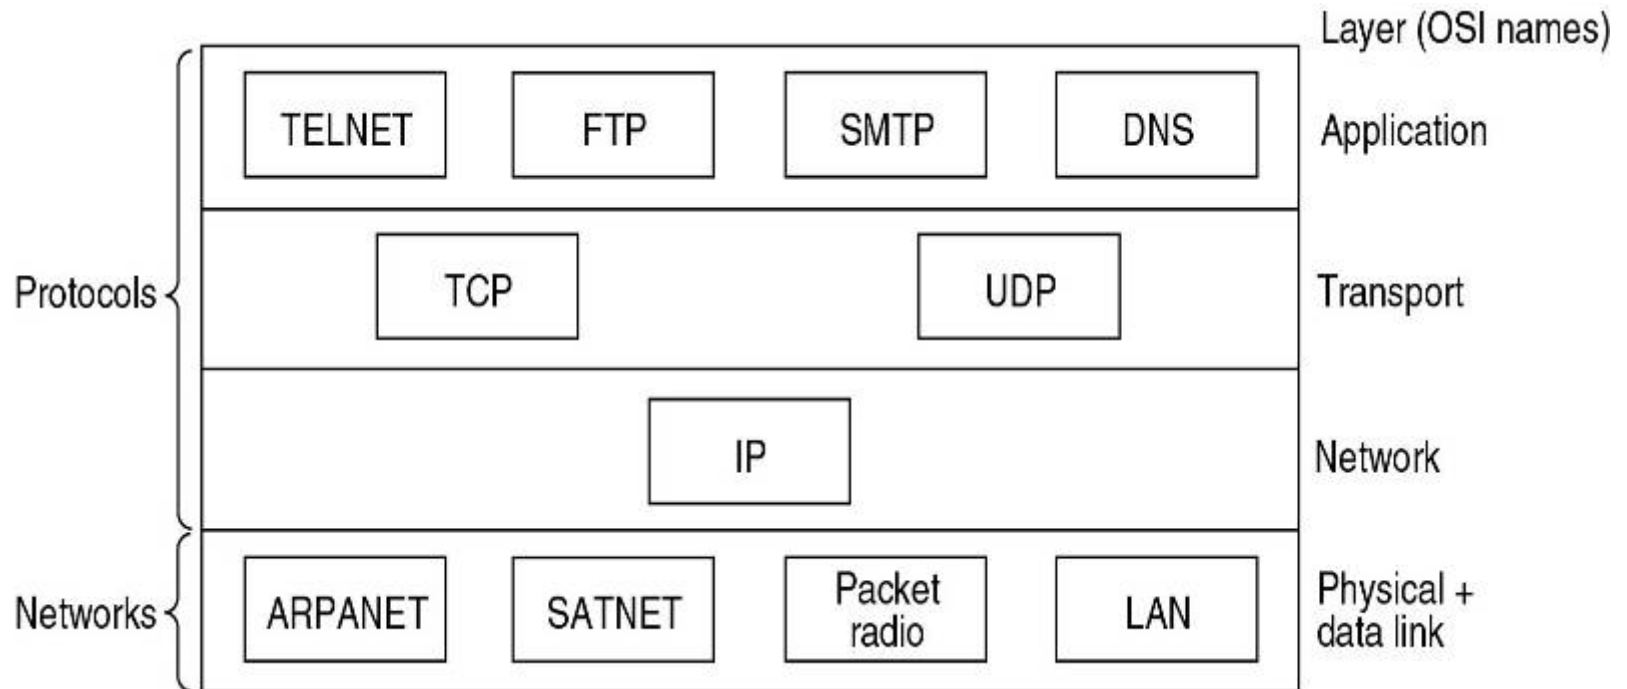 Layer (OSI names)
TELNET
FTP
SMTP
DNS
Application
Protocols
TCP
UDP
Transport
IP
Network
Networks
ARPANET
SATNET
Packet
radio
LAN
Physical +
data link